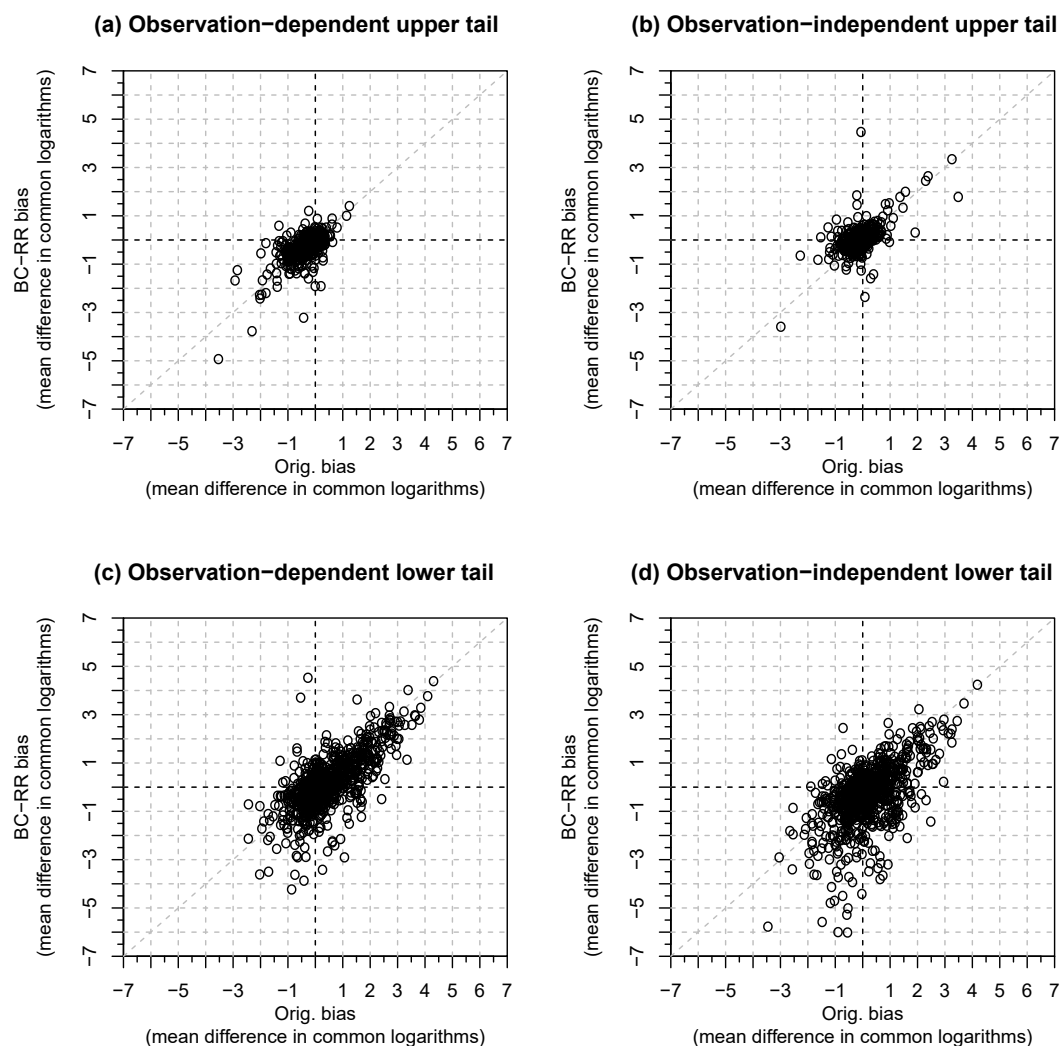 (a) Observation−dependent upper tail
BC−RR bias
(mean difference in common logarithms)
7
5
3
1
−1
−3
−5
−7
−7 −5 −3 −1 1 2 3 4 5 6 7
Orig. bias
(mean difference in common logarithms)
(b) Observation−independent upper tail
BC−RR bias
(mean difference in common logarithms)
7
5
3
1
−1
−3
−5
−7
−7 −5 −3 −1 1 2 3 4 5 6 7
Orig. bias
(mean difference in common logarithms)
(c) Observation−dependent lower tail
BC−RR bias
(mean difference in common logarithms)
7
5
3
1
−1
−3
−5
−7
−7 −5 −3 −1 1 2 3 4 5 6 7
Orig. bias
(mean difference in common logarithms)
(d) Observation−independent lower tail
BC−RR bias
(mean difference in common logarithms)
7
5
3
1
−1
−3
−5
−7
−7 −5 −3 −1 1 2 3 4 5 6 7
Orig. bias
(mean difference in common logarithms)